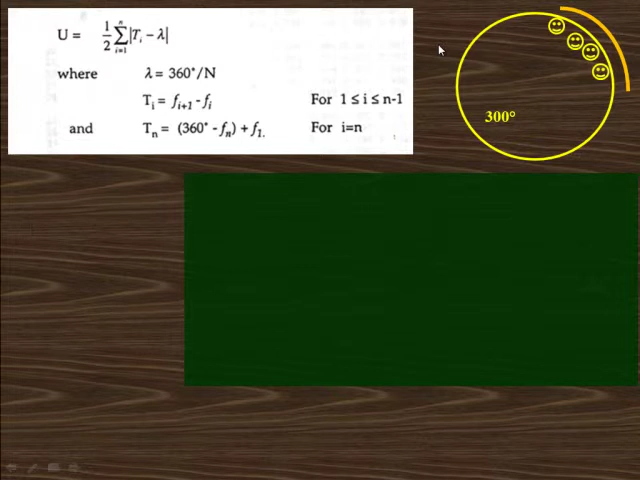 U = 1/2 Σ_{i=1}^{n} |T_i − λ|
where λ = 360°/N
T_i = f_{i+1} - f_i For 1 ≤ i ≤ n-1
and T_n = (360° - f_n) + f_1. For i=n
300°